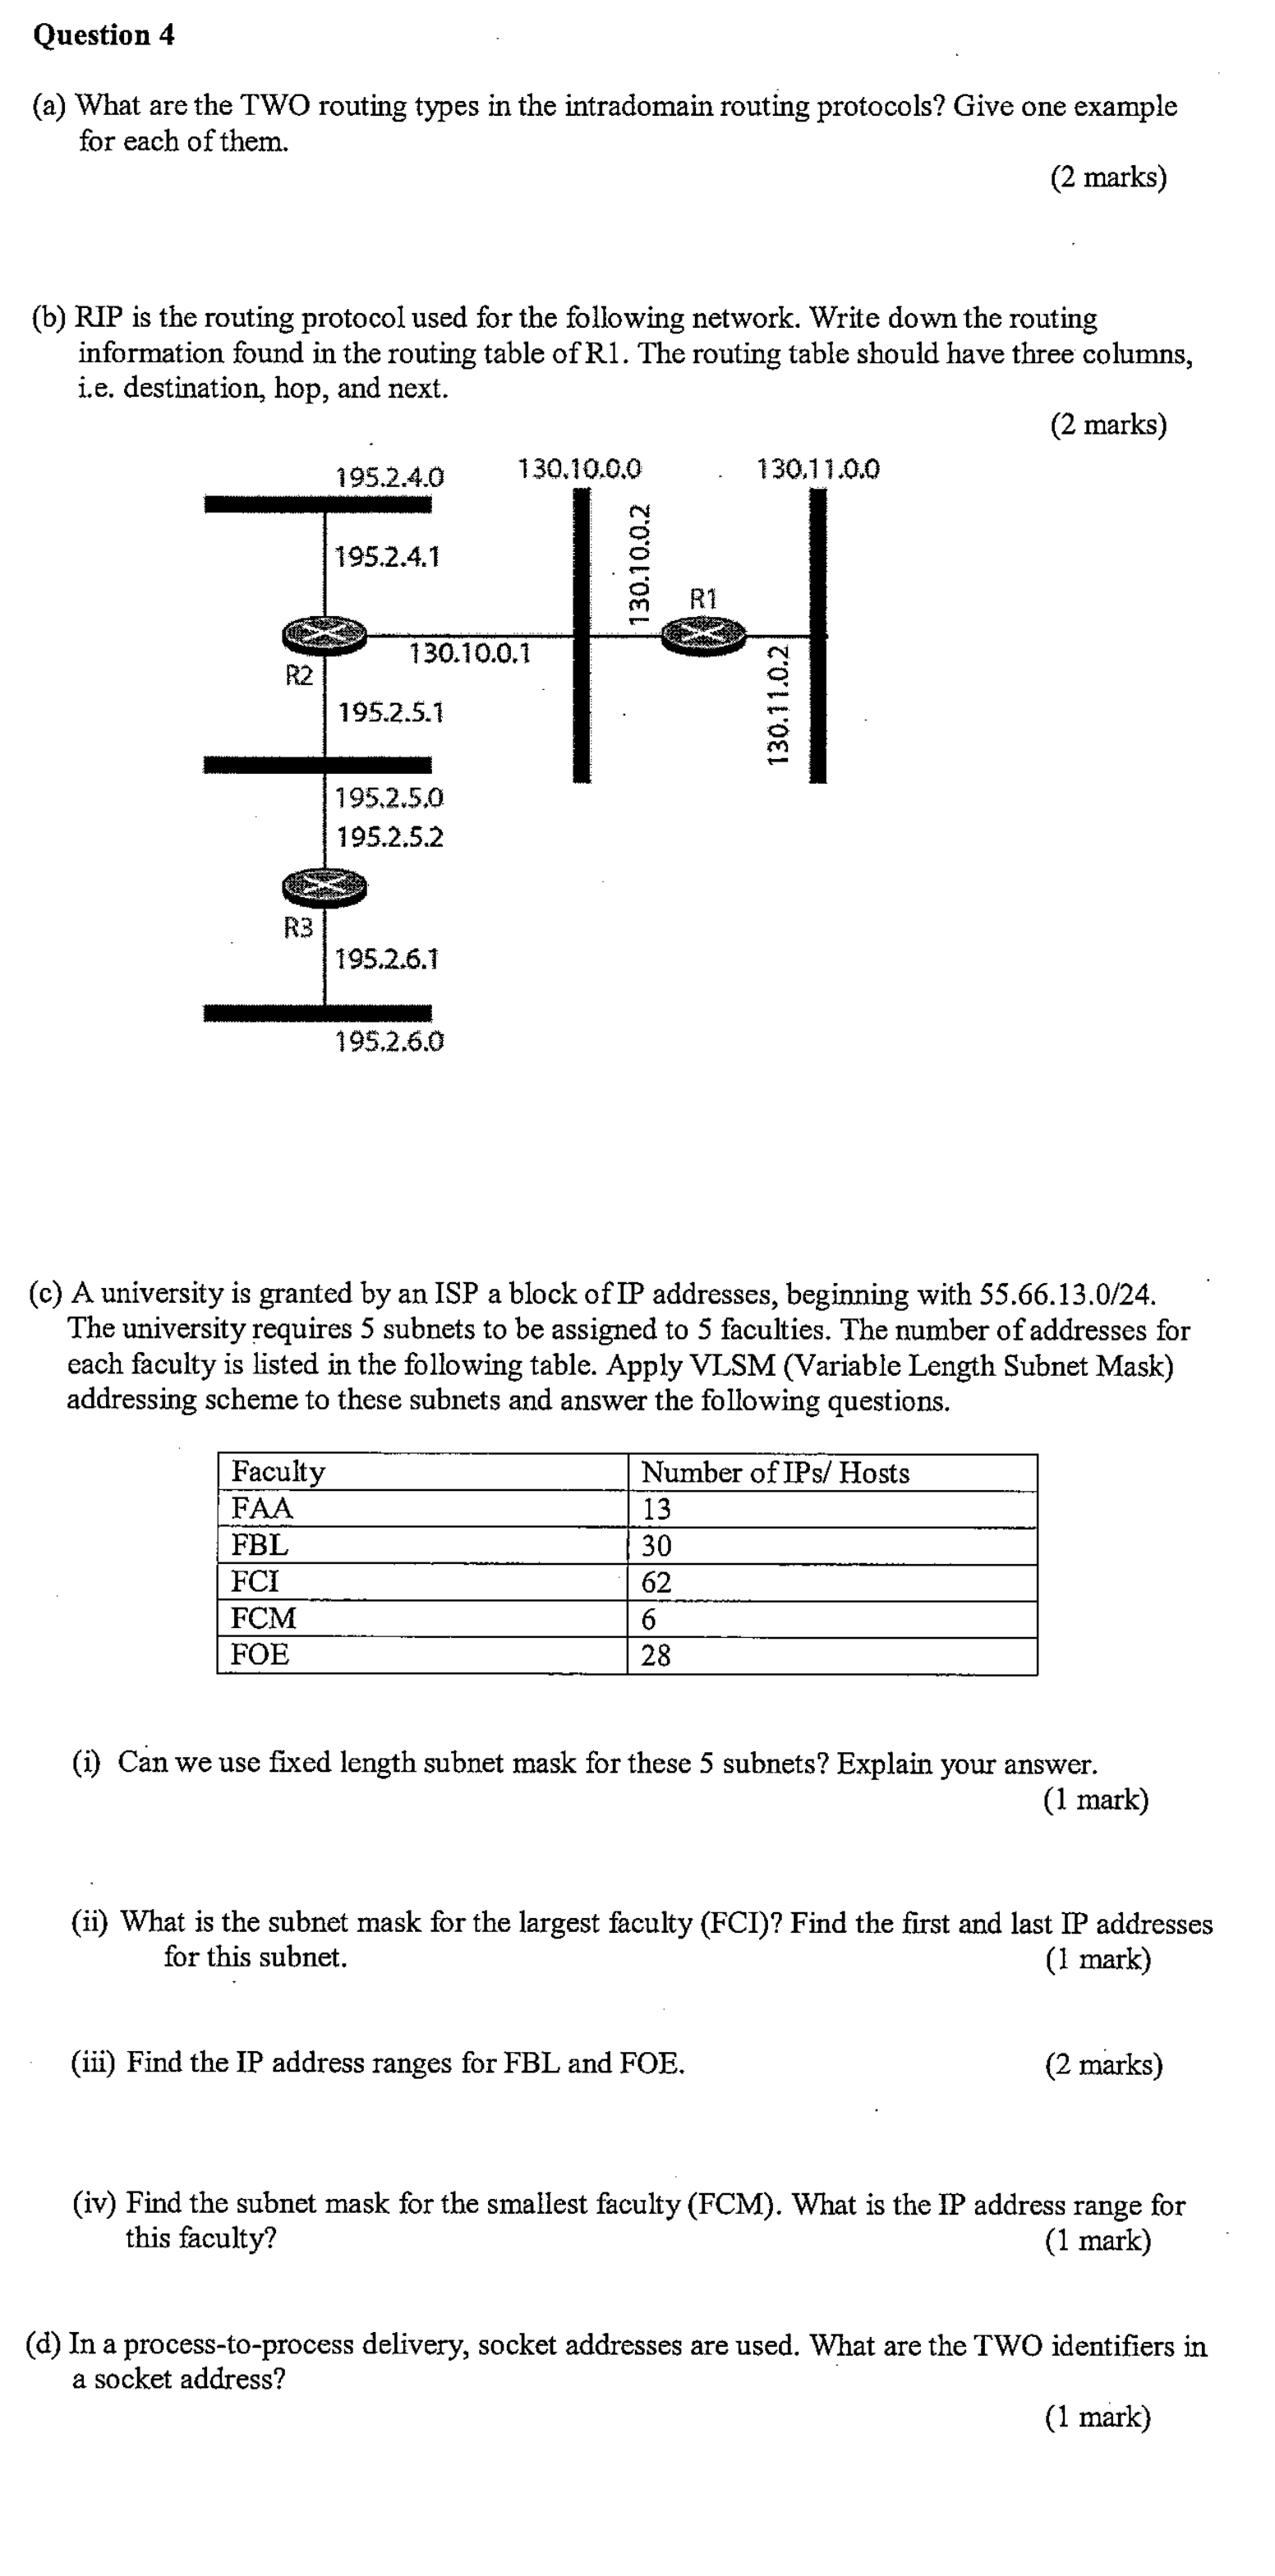 Question 4
(a) What are the TWO routing types in the intradomain routing protocols? Give one example
for each of them.
(2 marks)
(b) RIP is the routing protocol used for the following network. Write down the routing
information found in the routing table of R1. The routing table should have three columns,
i.e. destination, hop, and next.
(2 marks)
195.2.4.0
130.10.0.0
130.11.0.0
195.2.4.1
130.10.0.2
R1
130.10.0.1
R2
130.11.0.2
195.2.5.1
195.2.5.0
195.2.5.2
R3
195.2.6.1
195.2.6.0
(c) A university is granted by an ISP a block of IP addresses, beginning with 55.66.13.0/24.
The university requires 5 subnets to be assigned to 5 faculties. The number of addresses for
each faculty is listed in the following table. Apply VLSM (Variable Length Subnet Mask)
addressing scheme to these subnets and answer the following questions.
Faculty Number of IPs/ Hosts
FAA 13
FBL 30
FCI 62
FCM 6
FOE 28
(i) Can we use fixed length subnet mask for these 5 subnets? Explain your answer.
(1 mark)
(ii) What is the subnet mask for the largest faculty (FCI)? Find the first and last IP addresses
for this subnet. (1 mark)
(iii) Find the IP address ranges for FBL and FOE. (2 marks)
(iv) Find the subnet mask for the smallest faculty (FCM). What is the IP address range for
this faculty? (1 mark)
(d) In a process-to-process delivery, socket addresses are used. What are the TWO identifiers in
a socket address?
(1 mark)